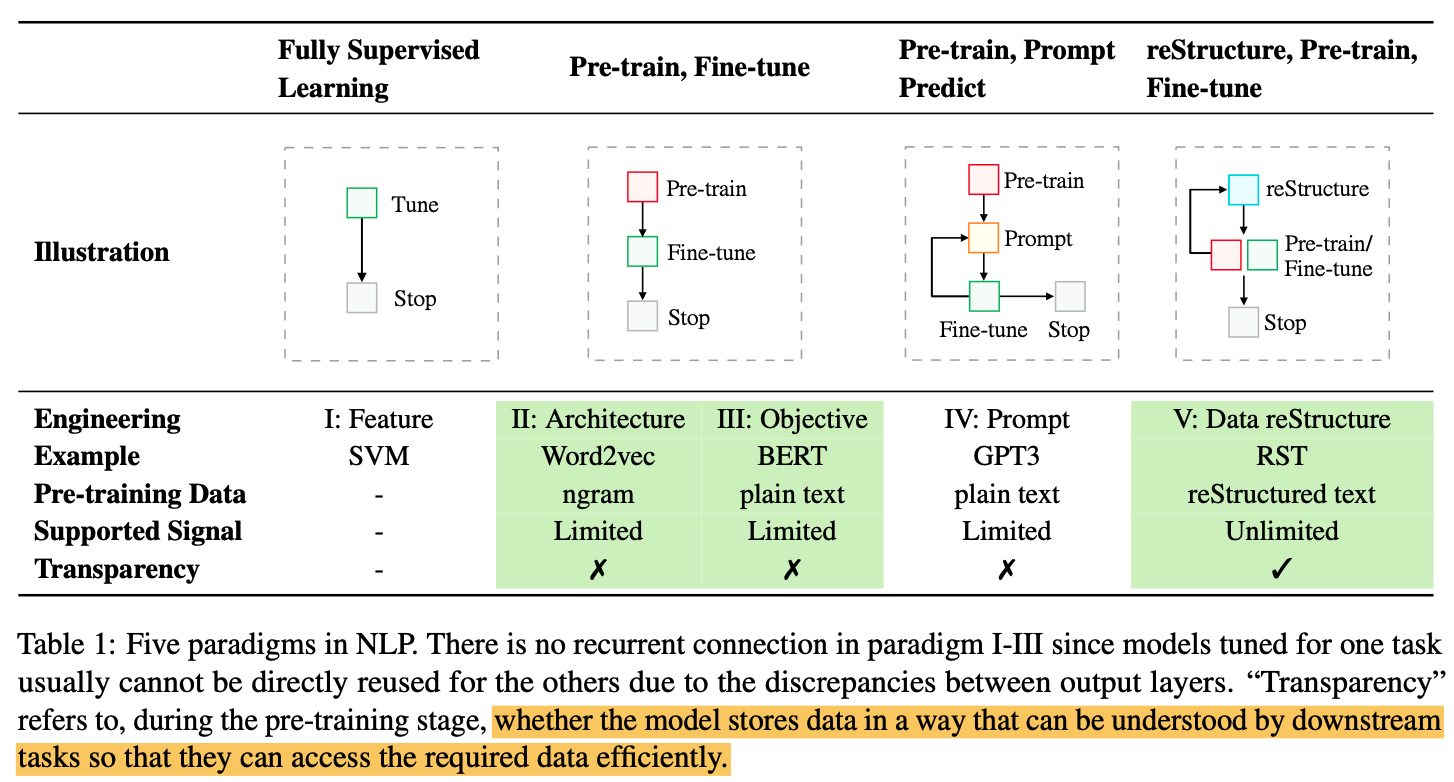 Fully Supervised Learning
Pre-train, Fine-tune
Pre-train, Prompt Predict
reStructure, Pre-train, Fine-tune
Illustration
Tune
Stop
Pre-train
Fine-tune
Stop
Pre-train
Prompt
Fine-tune Stop
reStructure
Pre-train/
Fine-tune
Stop
Engineering I: Feature II: Architecture III: Objective IV: Prompt V: Data reStructure
Example SVM Word2vec BERT GPT3 RST
Pre-training Data - ngram plain text plain text reStructured text
Supported Signal - Limited Limited Limited Unlimited
Transparency - ✗ ✗ ✗ ✓
Table 1: Five paradigms in NLP. There is no recurrent connection in paradigm I-III since models tuned for one task
usually cannot be directly reused for the others due to the discrepancies between output layers. “Transparency”
refers to, during the pre-training stage, whether the model stores data in a way that can be understood by downstream
tasks so that they can access the required data efficiently.